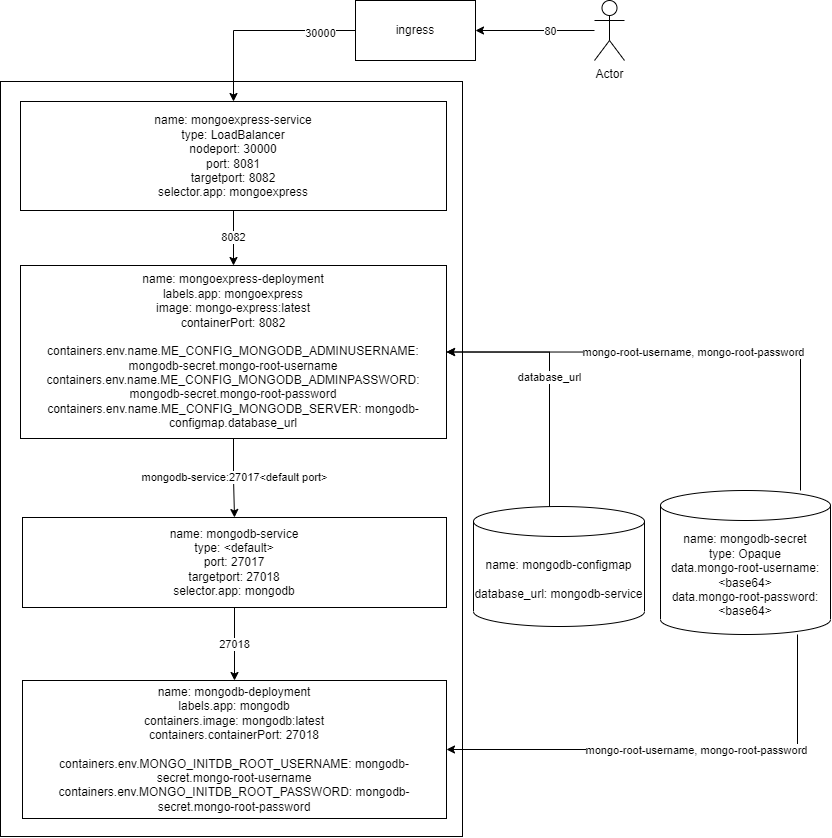 ingress
30000
80
Actor
name: mongoexpress-service
type: LoadBalancer
nodeport: 30000
port: 8081
targetport: 8082
selector.app: mongoexpress
8082
name: mongoexpress-deployment
labels.app: mongoexpress
image: mongo-express:latest
containerPort: 8082
containers.env.name.ME_CONFIG_MONGODB_ADMINUSERNAME:
mongodb-secret.mongo-root-username
containers.env.name.ME_CONFIG_MONGODB_ADMINPASSWORD:
mongodb-secret.mongo-root-password
containers.env.name.ME_CONFIG_MONGODB_SERVER: mongodb-
configmap.database_url
mongo-root-username, mongo-root-password
database_url
mongodb-service:27017<default port>
name: mongodb-service
type: <default>
port: 27017
targetport: 27018
selector.app: mongodb
name: mongodb-configmap
database_url: mongodb-service
name: mongodb-secret
type: Opaque
data.mongo-root-username:
<base64>
data.mongo-root-password:
<base64>
27018
name: mongodb-deployment
labels.app: mongodb
containers.image: mongodb:latest
containers.containerPort: 27018
containers.env.MONGO_INITDB_ROOT_USERNAME: mongodb-
secret.mongo-root-username
containers.env.MONGO_INITDB_ROOT_PASSWORD: mongodb-
secret.mongo-root-password
mongo-root-username, mongo-root-password